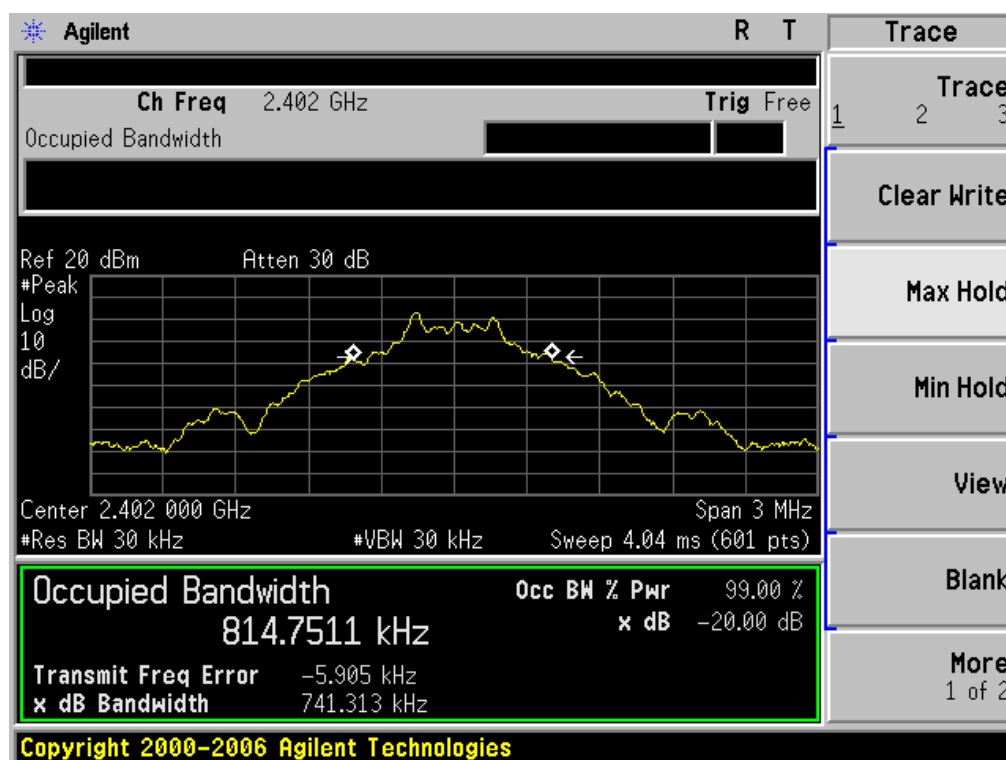 Agilent R T
Ch Freq 2.402 GHz Trig Free
Occupied Bandwidth
Ref 20 dBm Atten 30 dB
#Peak
Log
10
dB/
Center 2.402 000 GHz Span 3 MHz
#Res BW 30 kHz #VBW 30 kHz Sweep 4.04 ms (601 pts)
Occupied Bandwidth
814.7511 kHz
Occ BW % Pwr 99.00 %
x dB -20.00 dB
Transmit Freq Error -5.905 kHz
x dB Bandwidth 741.313 kHz
Copyright 2000-2006 Agilent Technologies
Trace
Trace
1 2 3
Clear Write
Max Hold
Min Hold
View
Blank
More
1 of 2